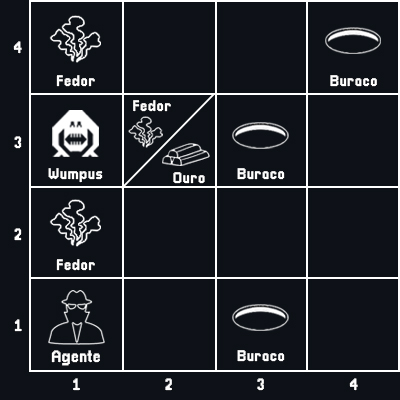 4
Fedor
Buraco
3
Wumpus
Fedor
Ouro
Buraco
2
Fedor
1
Agente
Buraco
1 2 3 4